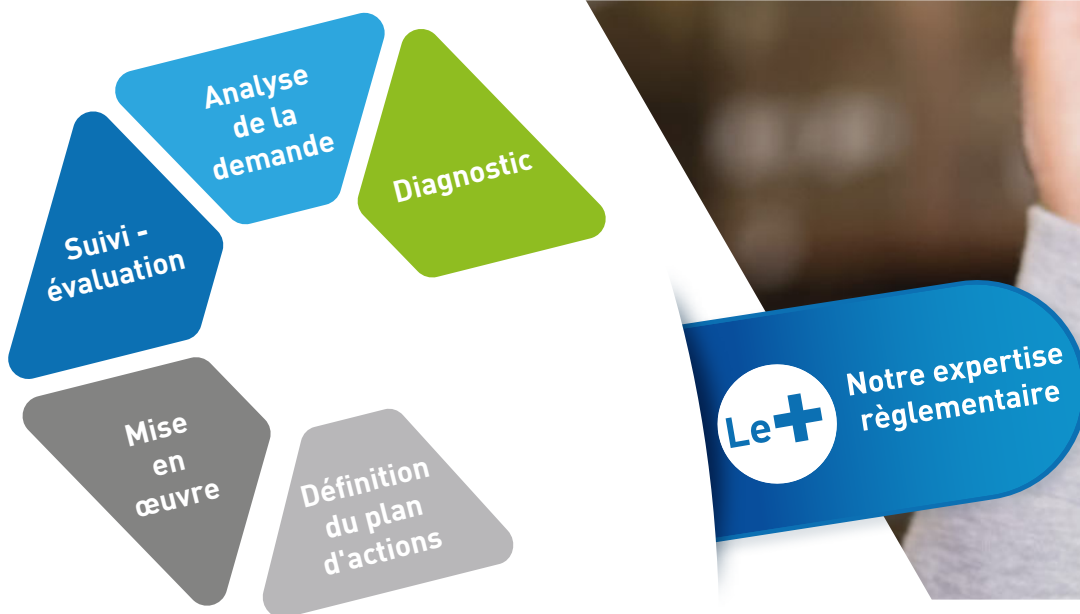 Analyse
de la
demande
Diagnostic
Suivi -
évaluation
Mise
en
œuvre
Définition
du plan
d'actions
Le+
Notre expertise
règlementaire